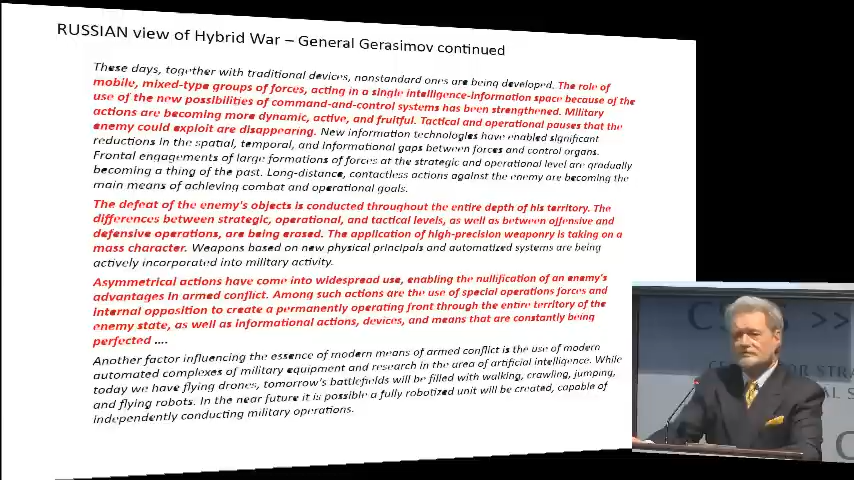 RUSSIAN view of Hybrid War – General Gerasimov continued
These days, together with traditional devices, nonstandard ones are being developed. The role of
mobile, mixed-type groups of forces, acting in a single intelligence-information space because of the
use of the new possibilities of command-and-control systems has been strengthened. Military
actions are becoming more dynamic, active, and fruitful. Tactical and operational pauses that the
enemy could exploit are disappearing. New information technologies have enabled significant
reductions in the spatial, temporal, and informational gaps between forces and control organs.
Frontal engagements of large formations of forces at the strategic and operational level are gradually
becoming a thing of the past. Long-distance, contactless actions against the enemy are becoming the
main means of achieving combat and operational goals.
The defeat of the enemy's objects is conducted throughout the entire depth of his territory. The
differences between strategic, operational, and tactical levels, as well as between offensive and
defensive operations, are being erased. The application of high-precision weaponry is taking on a
mass character. Weapons based on new physical principals and automatized systems are being
actively incorporated into military activity.
Asymmetrical actions have come into widespread use, enabling the nullification of an enemy's
advantages in armed conflict. Among such actions are the use of special operations forces and
internal opposition to create a permanently operating front through the entire territory of the
enemy state, as well as informational actions, devices, and means that are constantly being
perfected ....
Another factor influencing the essence of modern means of armed conflict is the use of modern
automated complexes of military equipment and research in the area of artificial intelligence. While
today we have flying drones, tomorrow's battlefields will be filled with walking, crawling, jumping,
and flying robots. In the near future it is possible a fully robotized unit will be created, capable of
independently conducting military operations.